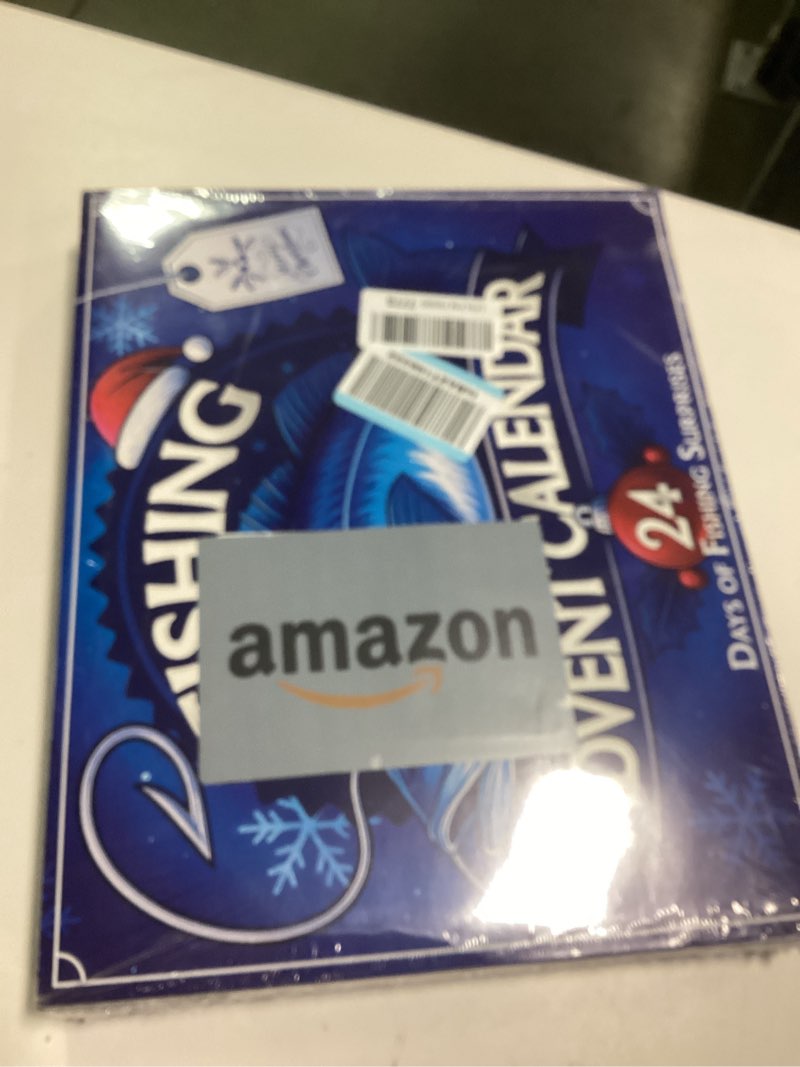 FISHING
ADVENT CALENDAR
24
DAYS OF FISHING SURPRISES
amazon